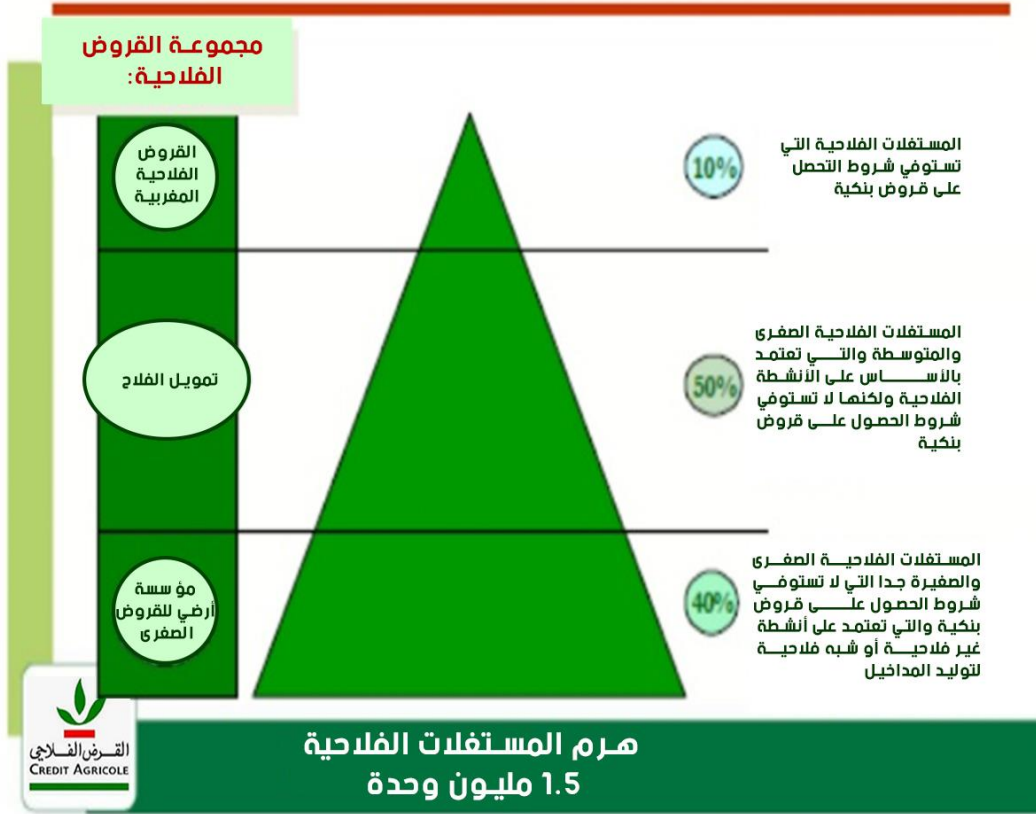 مجموعة القروض
الفلاحية:
القروض
الفلاحية
المغربية
10%
المستغلات الفلاحية التي
تستوفي شروط التحصل
على قروض بنكية
تمويل الفلاح
50%
المستغلات الفلاحية الصغرى
والمتوسطة والتي تعتمد
بالأساس على الأنشطة
الفلاحية ولكنها لا تستوفي
شروط الحصول على قروض
بنكية
مؤسسة
أرضي للقروض
الصغرى
40%
المستغلات الفلاحية الصغرى
والصغيرة جدا التي لا تستوفي
شروط الحصول على قروض
بنكية والتي تعتمد على أنشطة
غير فلاحية أو شبه فلاحية
لتوليد المداخيل
القرض الفلاحي
CREDIT AGRICOLE
هرم المستغلات الفلاحية
1.5 مليون وحدة